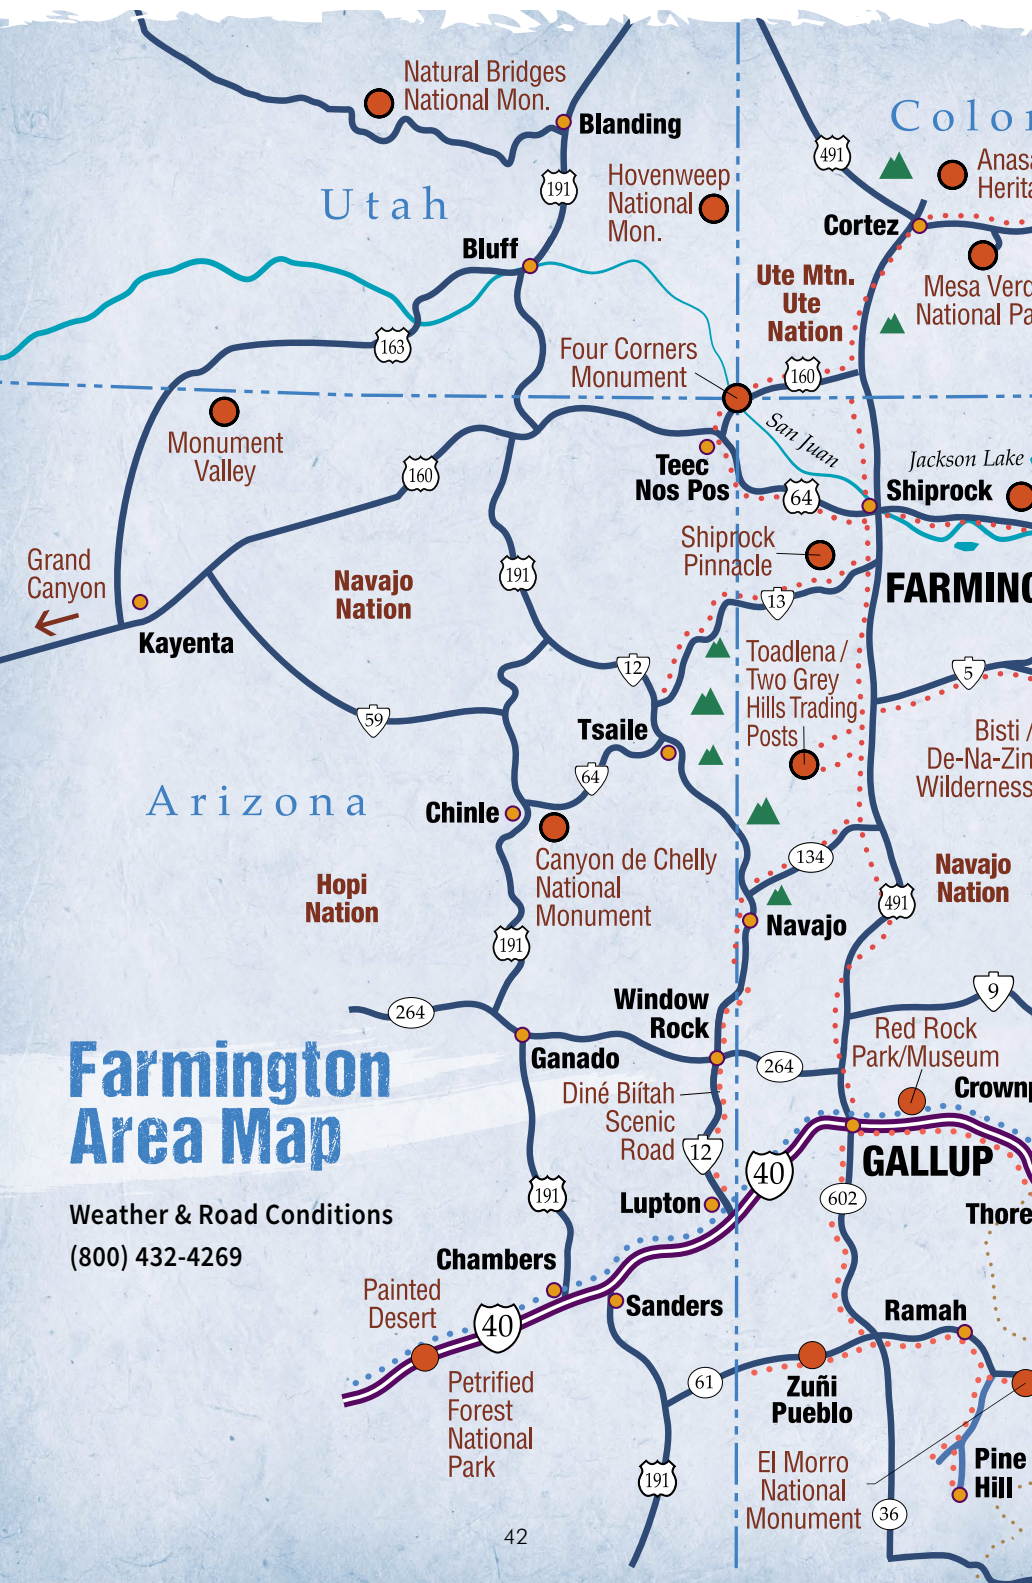 Natural Bridges
National Mon.
Blanding
Colo
491
Anasa
Herita
191
Hovenweep
National
Mon.
Utah
Cortez
Bluff
Mesa Verd
National Pa
Ute Mtn.
Ute
Nation
163
Four Corners
Monument
160
San Juan
Monument
Valley
160
Teec
Nos Pos
Jackson Lake
64
Shiprock
Shiprock
Pinnacle
Grand
Canyon
191
Navajo
Nation
13
FARMING
Kayenta
12
Toadlena /
Two Grey
Hills Trading
Posts
5
59
Tsaile
Bisti /
De-Na-Zin
Wilderness
64
Arizona
Chinle
134
Canyon de Chelly
National
Monument
Hopi
Nation
Navajo
Nation
491
Navajo
191
264
Window
Rock
9
Red Rock
Park/Museum
Ganado
264
Farmington
Area Map
Diné Biítah
Scenic
Road
Crownp
12
40
GALLUP
191
602
Lupton
Thore
Weather & Road Conditions
(800) 432-4269
Chambers
Painted
Desert
40
Sanders
Ramah
61
Zuñi
Pueblo
Petrified
Forest
National
Park
191
El Morro
National
Monument
Pine
Hill
36
42